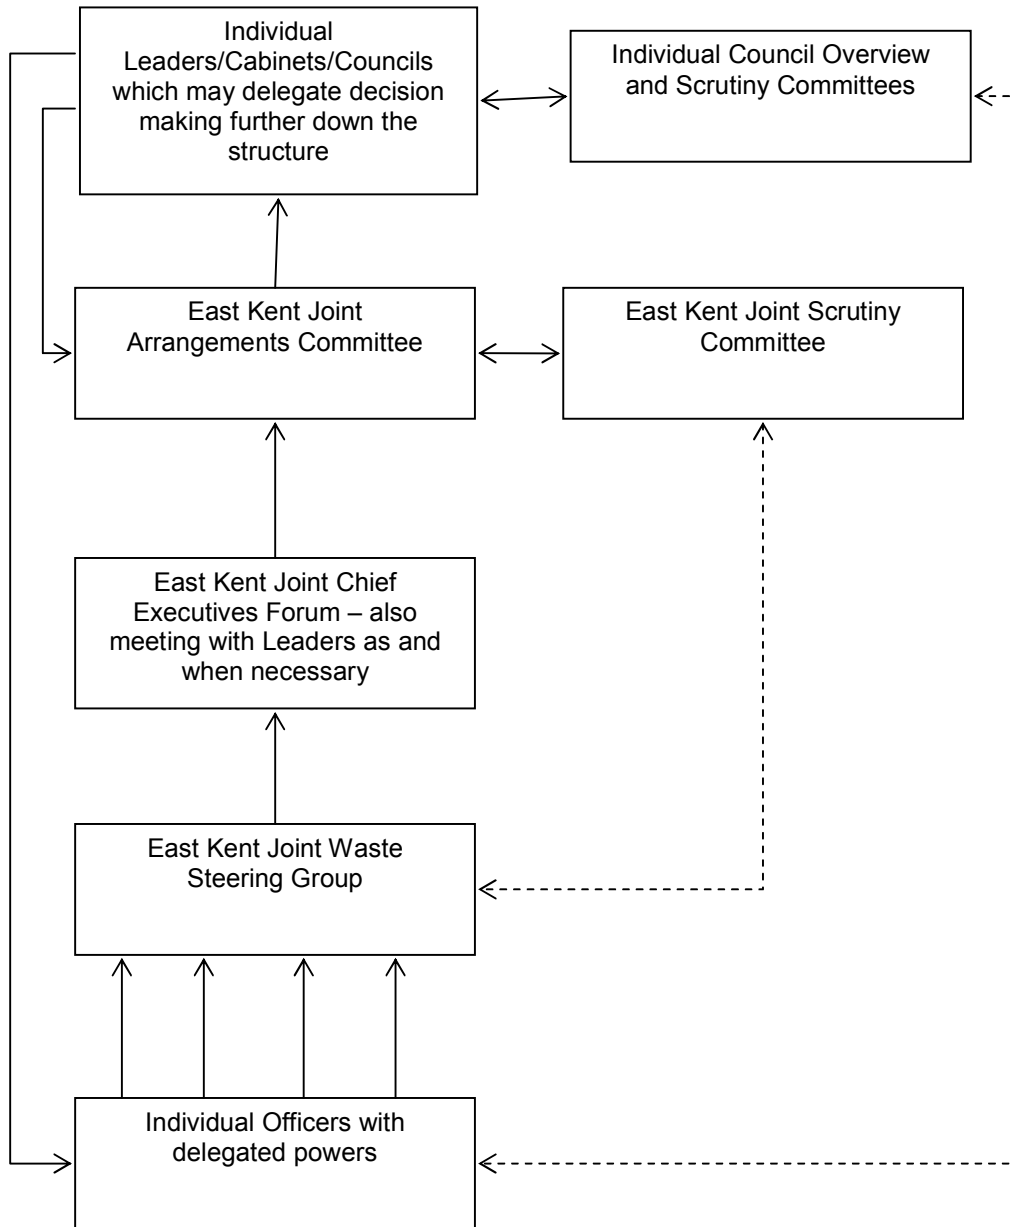 Individual
Leaders/Cabinets/Councils
which may delegate decision
making further down the
structure
Individual Council Overview
and Scrutiny Committees
East Kent Joint
Arrangements Committee
East Kent Joint Scrutiny
Committee
East Kent Joint Chief
Executives Forum – also
meeting with Leaders as and
when necessary
East Kent Joint Waste
Steering Group
Individual Officers with
delegated powers